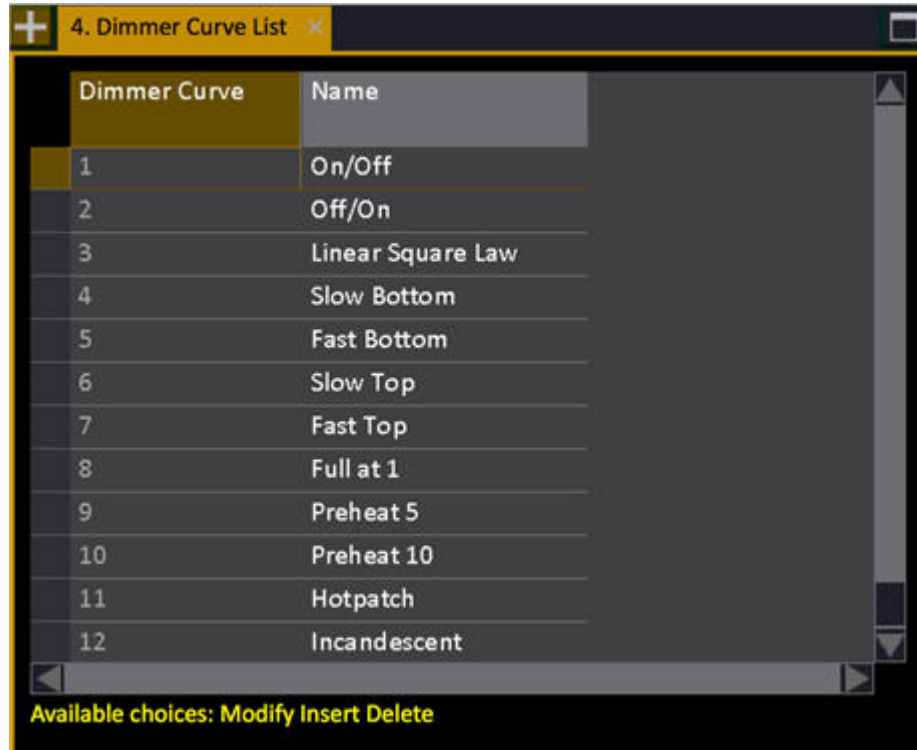 4. Dimmer Curve List
Dimmer Curve Name
1 On/Off
2 Off/On
3 Linear Square Law
4 Slow Bottom
5 Fast Bottom
6 Slow Top
7 Fast Top
8 Full at 1
9 Preheat 5
10 Preheat 10
11 Hotpatch
12 Incandescent
Available choices: Modify Insert Delete